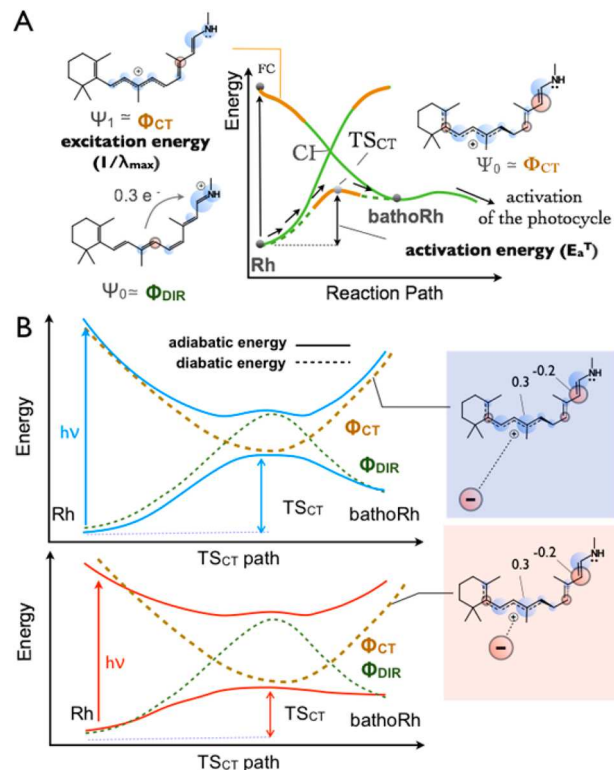 A
NH
Ψ1 ≃ ΦCT
excitation energy
(1/λmax)
0.3 e-
NH
Ψ0≃ ΦDIR
Energy
FC
CI
TSCT
bathoRh
Rh
activation
of the photocycle
activation energy (EaT)
Reaction Path
NH
Ψ0 ≃ ΦCT
B
adiabatic energy
diabatic energy
Energy
hν
Rh
ΦCT
ΦDIR
TSCT
bathoRh
TSCT path
-0.2
NH
0.3
Energy
hν
Rh
ΦCT
ΦDIR
TSCT
bathoRh
TSCT path
-0.2
NH
0.3